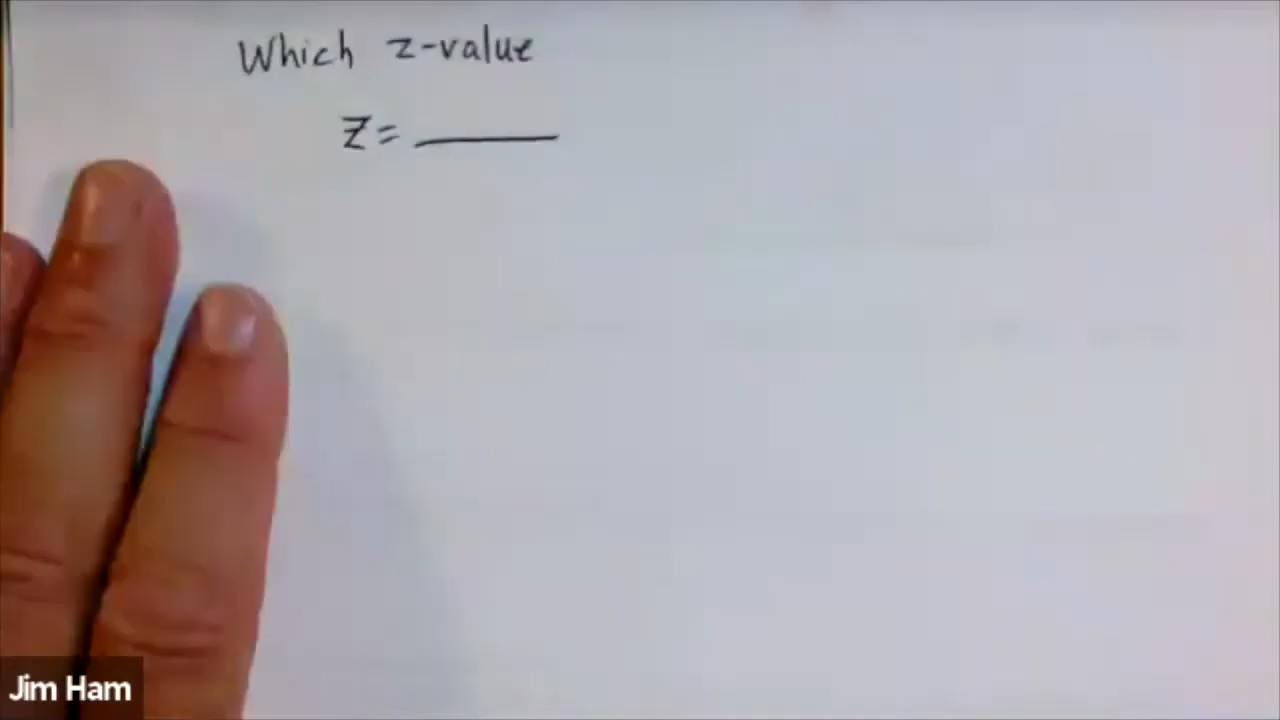 Which z-value
z = ______
Jim Ham